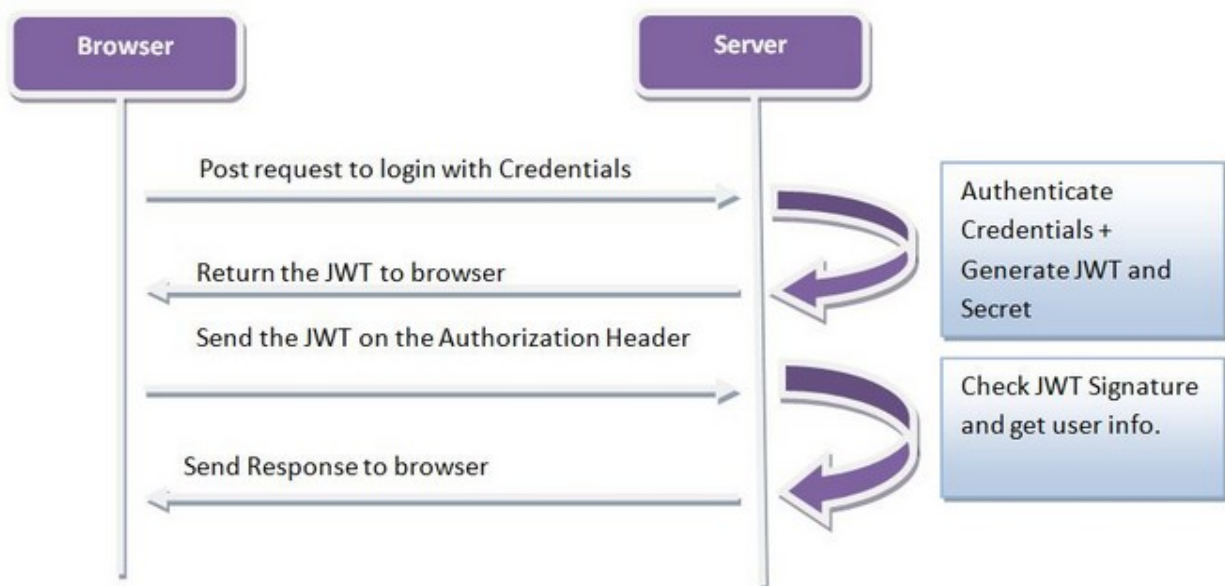 Browser
Server
Post request to login with Credentials
Authenticate
Credentials +
Generate JWT and
Secret
Return the JWT to browser
Send the JWT on the Authorization Header
Check JWT Signature
and get user info.
Send Response to browser